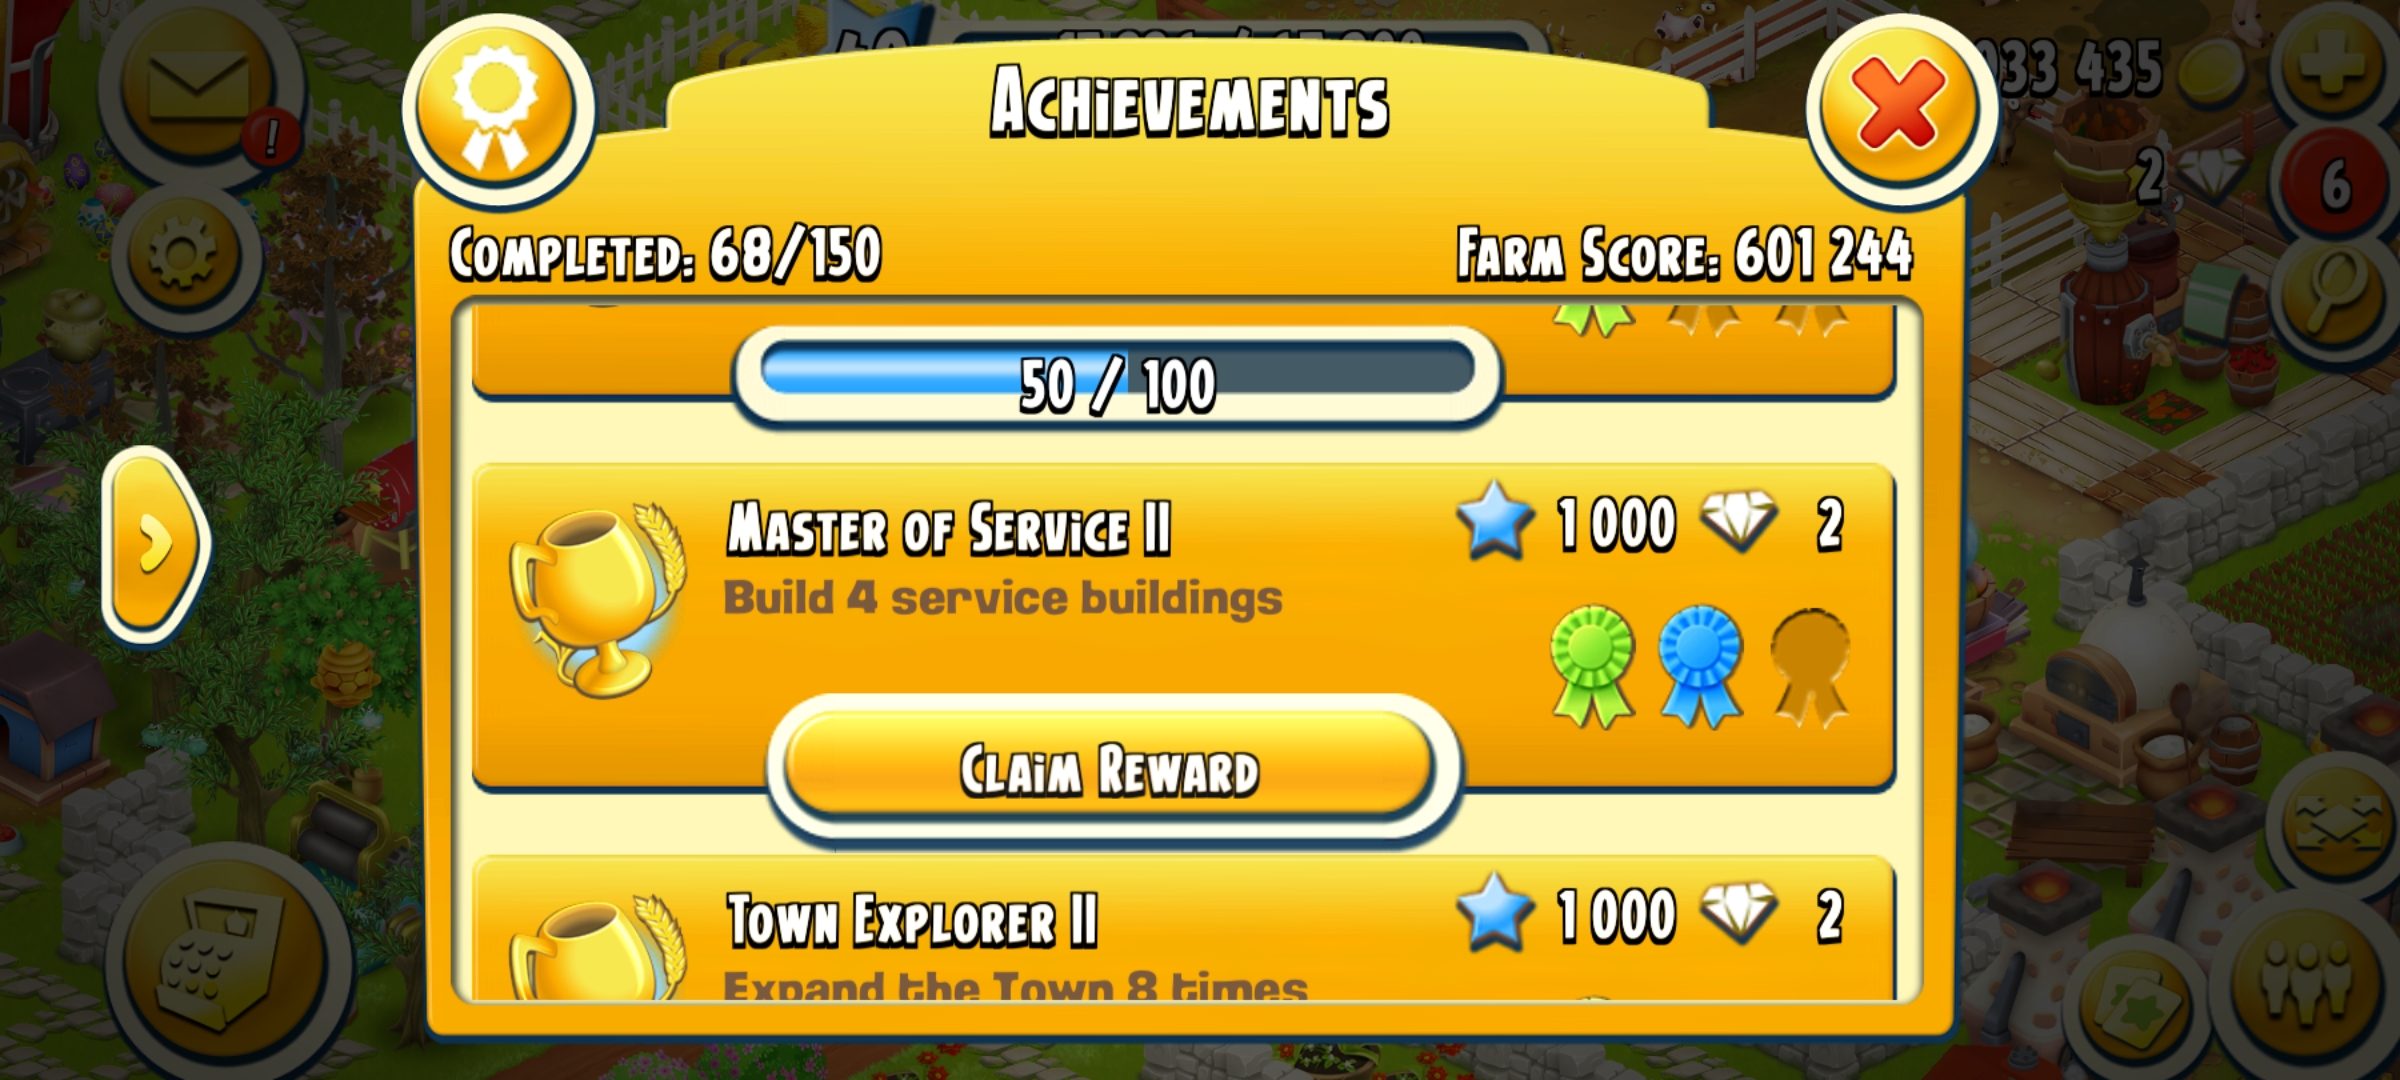 Achievements
033 435
2
6
!
Completed: 68/150
Farm Score: 601 244
50 / 100
Master of Service II
1 000
2
Build 4 service buildings
Claim Reward
Town Explorer II
1 000
2
Expand the Town 8 times